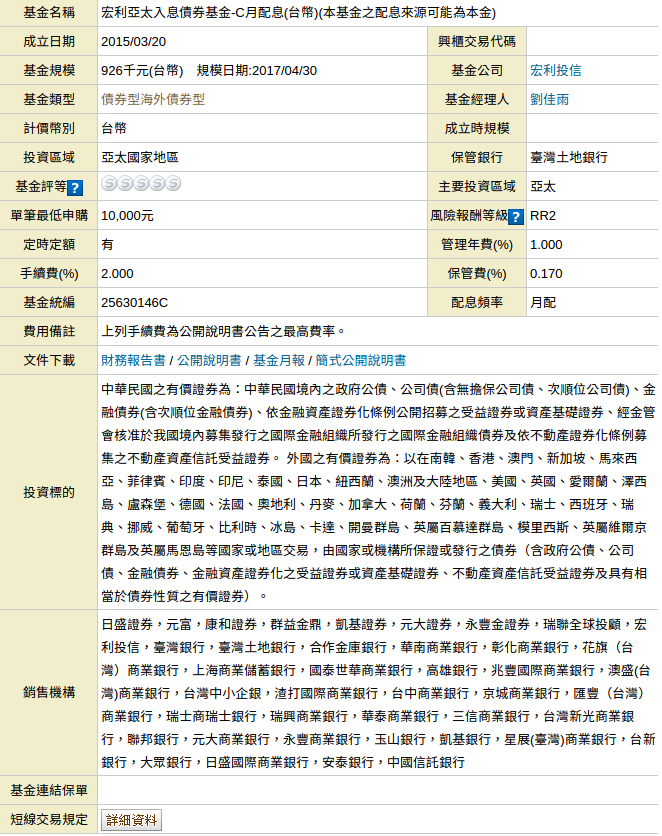 基金名稱 宏利亞太入息債券基金-C月配息(台幣)(本基金之配息來源可能為本金)
成立日期 2015/03/20 興櫃交易代碼
基金規模 926千元(台幣) 規模日期:2017/04/30 基金公司 宏利投信
基金類型 債券型海外債券型 基金經理人 劉佳雨
計價幣別 台幣 成立時規模
投資區域 亞太國家地區 保管銀行 臺灣土地銀行
基金評等? 主要投資區域 亞太
單筆最低申購 10,000元 風險報酬等級? RR2
定時定額 有 管理年費(%) 1.000
手續費(%) 2.000 保管費(%) 0.170
基金統編 25630146C 配息頻率 月配
費用備註 上列手續費為公開說明書公告之最高費率。
文件下載 財務報告書 / 公開說明書 / 基金月報 / 簡式公開說明書
投資標的
中華民國之有價證券為：中華民國境內之政府公債、公司債(含無擔保公司債、次順位公司債)、金
融債券(含次順位金融債券)、依金融資產證券化條例公開招募之受益證券或資產基礎證券、經金管
會核准於我國境內募集發行之國際金融組織所發行之國際金融組織債券及依不動產證券化條例募
集之不動產資產信託受益證券。 外國之有價證券為：以在南韓、香港、澳門、新加坡、馬來西
亞、菲律賓、印度、印尼、泰國、日本、紐西蘭、澳洲及大陸地區、美國、英國、愛爾蘭、澤西
島、盧森堡、德國、法國、奧地利、丹麥、加拿大、荷蘭、芬蘭、義大利、瑞士、西班牙、瑞
典、挪威、葡萄牙、比利時、冰島、卡達、開曼群島、英屬百慕達群島、模里西斯、英屬維爾京
群島及英屬馬恩島等國家或地區交易，由國家或機構所保證或發行之債券（含政府公債、公司
債、金融債券、金融資產證券化之受益證券或資產基礎證券、不動產資產信託受益證券及具有相
當於債券性質之有價證券）。
銷售機構
日盛證券，元富，康和證券，群益金鼎，凱基證券，元大證券，永豐金證券，瑞聯全球投顧，宏
利投信，臺灣銀行，臺灣土地銀行，合作金庫銀行，華南商業銀行，彰化商業銀行，花旗（台
灣）商業銀行，上海商業儲蓄銀行，國泰世華商業銀行，高雄銀行，兆豐國際商業銀行，澳盛(台
灣)商業銀行，台灣中小企銀，渣打國際商業銀行，台中商業銀行，京城商業銀行，匯豐（台灣）
商業銀行，瑞士商瑞士銀行，瑞興商業銀行，華泰商業銀行，三信商業銀行，台灣新光商業銀
行，聯邦銀行，元大商業銀行，永豐商業銀行，玉山銀行，凱基銀行，星展(臺灣)商業銀行，台新
銀行，大眾銀行，日盛國際商業銀行，安泰銀行，中國信託銀行
基金連結保單
短線交易規定 詳細資料